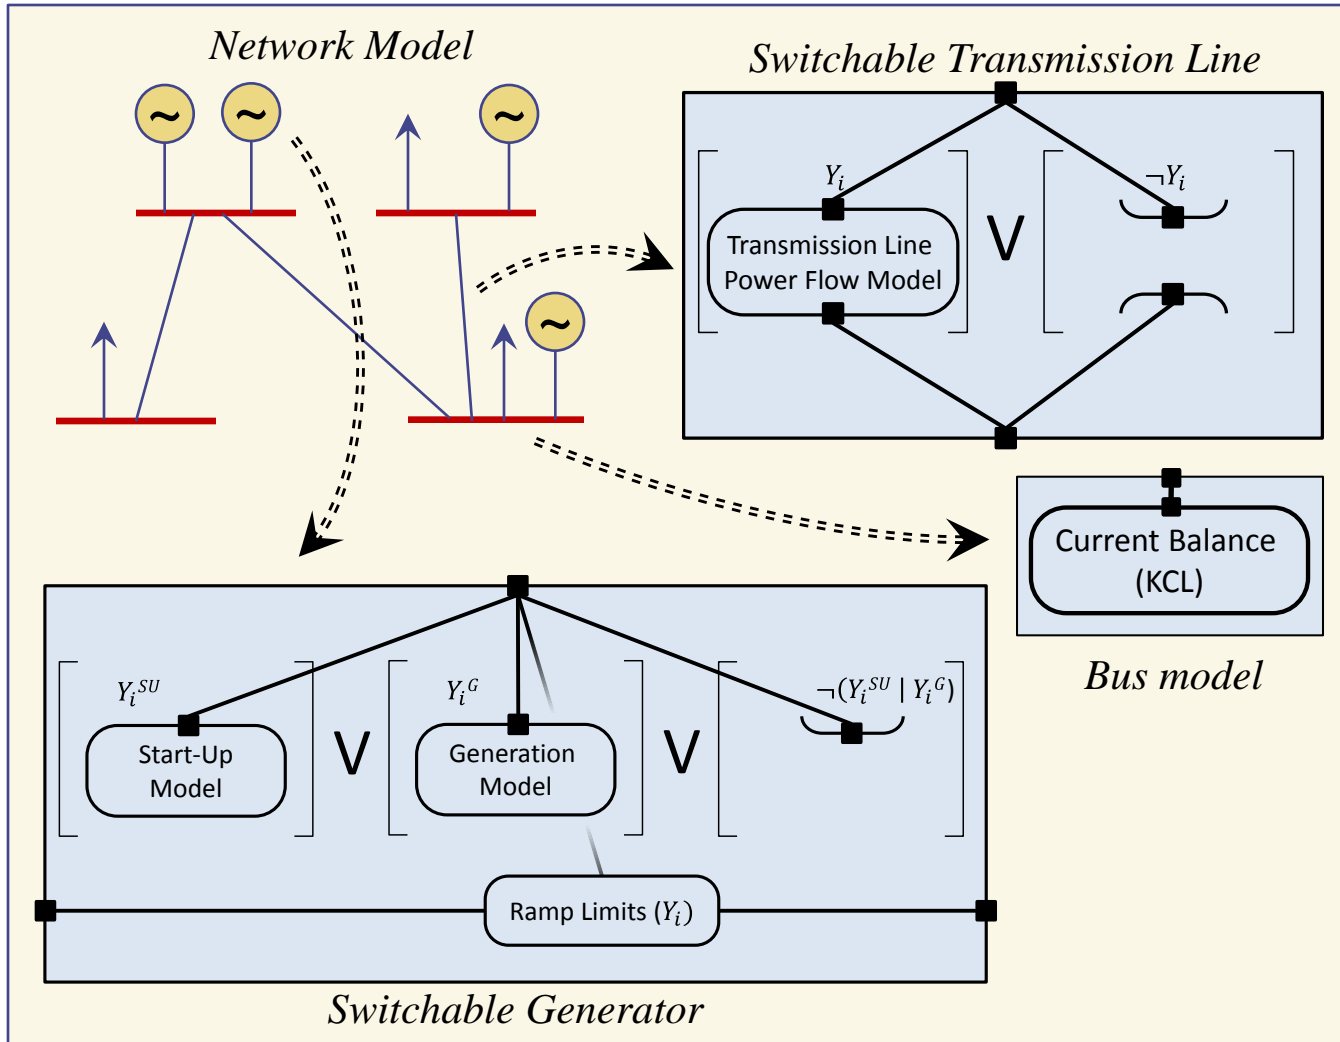 Network Model
Switchable Transmission Line
~ ~ ~
~
Y_i
¬Y_i
Transmission Line
Power Flow Model
V
Current Balance
(KCL)
Bus model
Y_i^{SU}
Y_i^G
¬(Y_i^{SU} | Y_i^G)
Start-Up
Model
V
Generation
Model
V
Ramp Limits (Y_i)
Switchable Generator